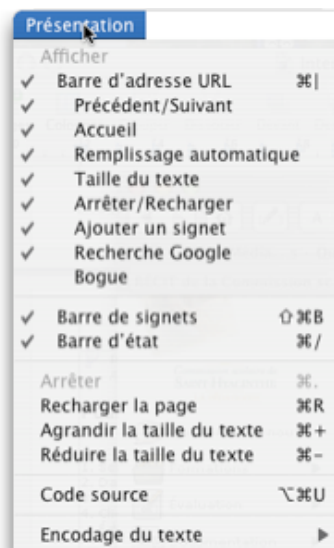 Présentation
Afficher
✓ Barre d'adresse URL ⌘|
✓ Précédent/Suivant
✓ Accueil
✓ Remplissage automatique
✓ Taille du texte
✓ Arrêter/Recharger
✓ Ajouter un signet
✓ Recherche Google
Bogue
✓ Barre de signets ⇧⌘B
✓ Barre d'état ⌘/
Arrêter ⌘.
Recharger la page ⌘R
Agrandir la taille du texte ⌘+
Réduire la taille du texte ⌘-
Code source ⌥⌘U
Encodage du texte ▶